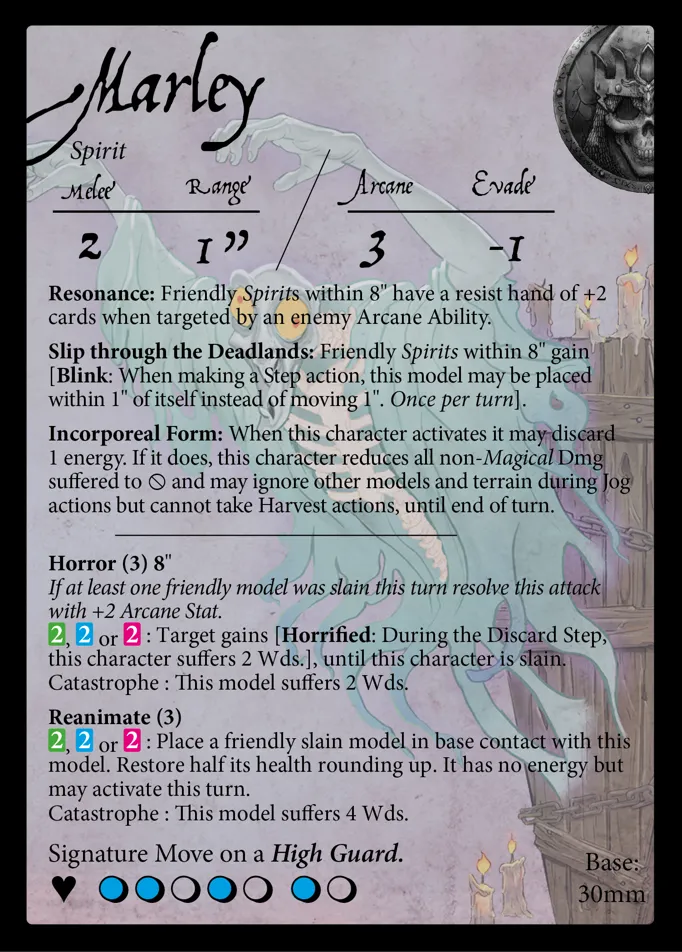 Marley
Spirit
Melee Range Arcane Evade
2 1” 3 -1
Resonance: Friendly Spirits within 8" have a resist hand of +2
cards when targeted by an enemy Arcane Ability.
Slip through the Deadlands: Friendly Spirits within 8" gain
[Blink: When making a Step action, this model may be placed
within 1" of itself instead of moving 1". Once per turn].
Incorporeal Form: When this character activates it may discard
1 energy. If it does, this character reduces all non-Magical Dmg
suffered to ⃠ and may ignore other models and terrain during Jog
actions but cannot take Harvest actions, until end of turn.
Horror (3) 8"
If at least one friendly model was slain this turn resolve this attack
with +2 Arcane Stat.
2, 2 or 2 : Target gains [Horrified: During the Discard Step,
this character suffers 2 Wds.], until this character is slain.
Catastrophe : This model suffers 2 Wds.
Reanimate (3)
2, 2 or 2 : Place a friendly slain model in base contact with this
model. Restore half its health rounding up. It has no energy but
may activate this turn.
Catastrophe : This model suffers 4 Wds.
Signature Move on a High Guard.
Base:
30mm